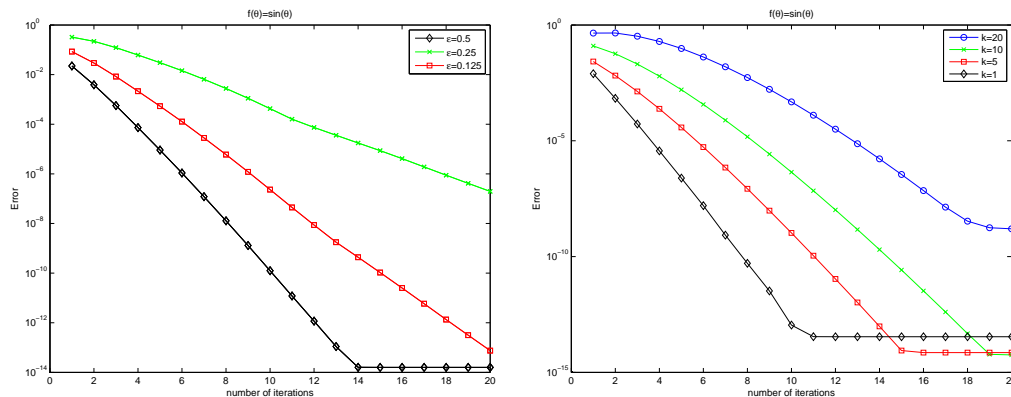 f(θ)=sin(θ)
10^0
10^−2
10^−4
10^−6
10^−8
10^−10
10^−12
10^−14
Error
0 2 4 6 8 10 12 14 16 18 20
number of iterations
ε=0.5
ε=0.25
ε=0.125
f(θ)=sin(θ)
10^0
10^−5
10^−10
10^−15
Error
0 2 4 6 8 10 12 14 16 18 20
number of iterations
k=20
k=10
k=5
k=1